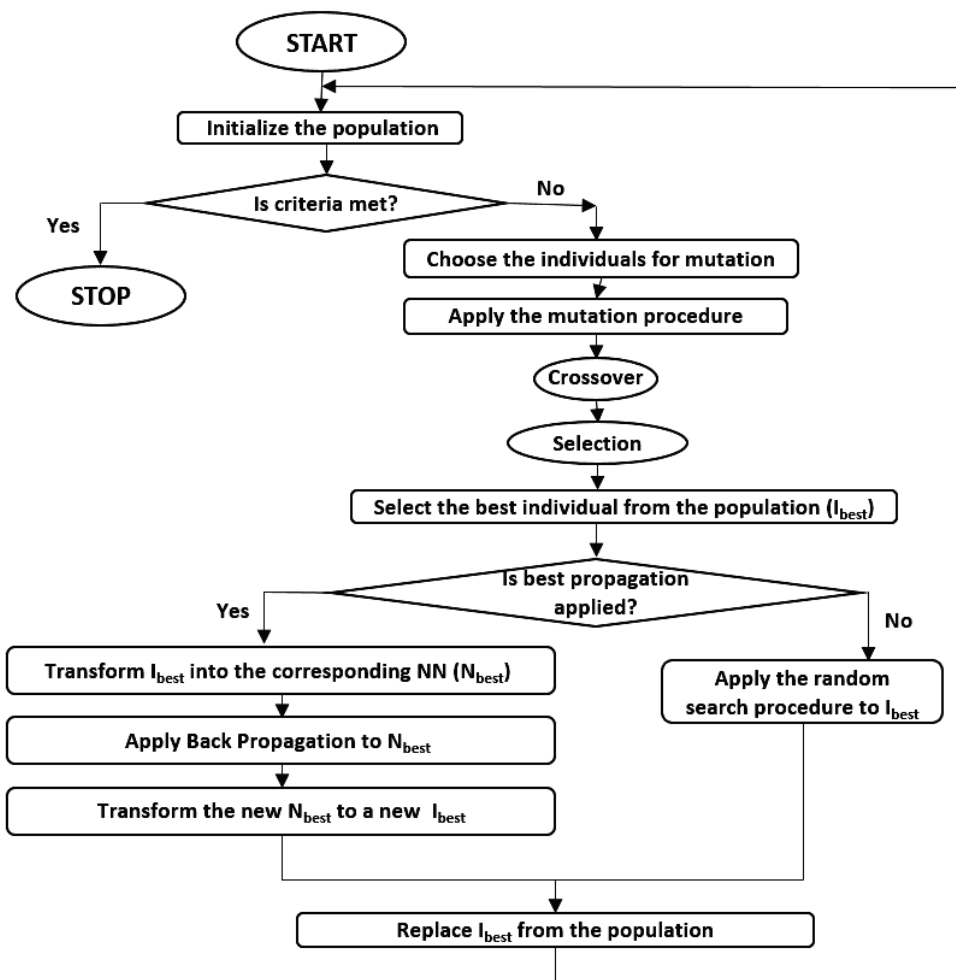 START
Initialize the population
Is criteria met?
No
Yes
STOP
Choose the individuals for mutation
Apply the mutation procedure
Crossover
Selection
Select the best individual from the population (Ibest)
Is best propagation
applied?
Yes
No
Transform Ibest into the corresponding NN (Nbest)
Apply the random
search procedure to Ibest
Apply Back Propagation to Nbest
Transform the new Nbest to a new Ibest
Replace Ibest from the population